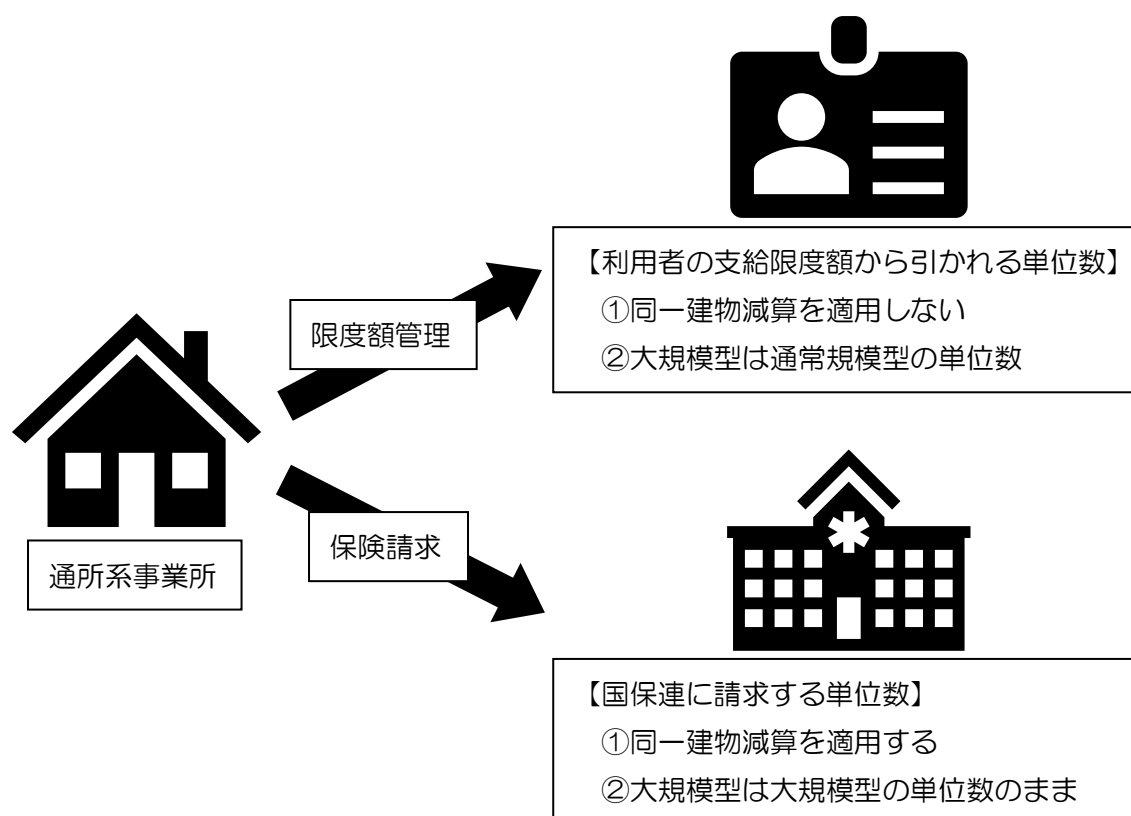 【利用者の支給限度額から引かれる単位数】
①同一建物減算を適用しない
②大規模型は通常規模型の単位数
限度額管理
通所系事業所
保険請求
【国保連に請求する単位数】
①同一建物減算を適用する
②大規模型は大規模型の単位数のまま